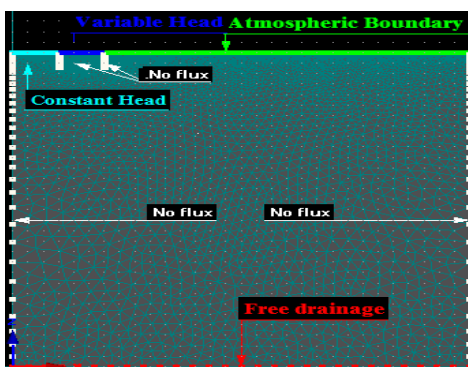 Variable Head Atmospheric Boundary
.No flux
Constant Head
No flux No flux
Free drainage